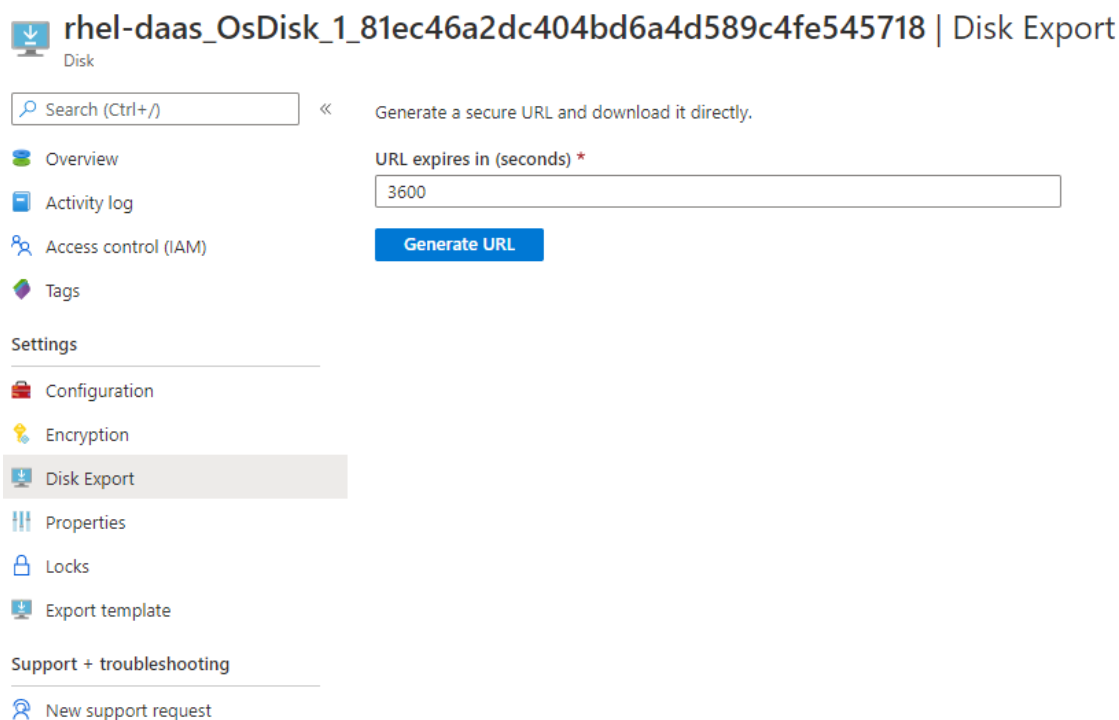 rhel-daas_OsDisk_1_81ec46a2dc404bd6a4d589c4fe545718 | Disk Export
Disk
Search (Ctrl+/)
«
Overview
Activity log
Access control (IAM)
Tags
Settings
Configuration
Encryption
Disk Export
Properties
Locks
Export template
Support + troubleshooting
New support request
Generate a secure URL and download it directly.
URL expires in (seconds) *
3600
Generate URL